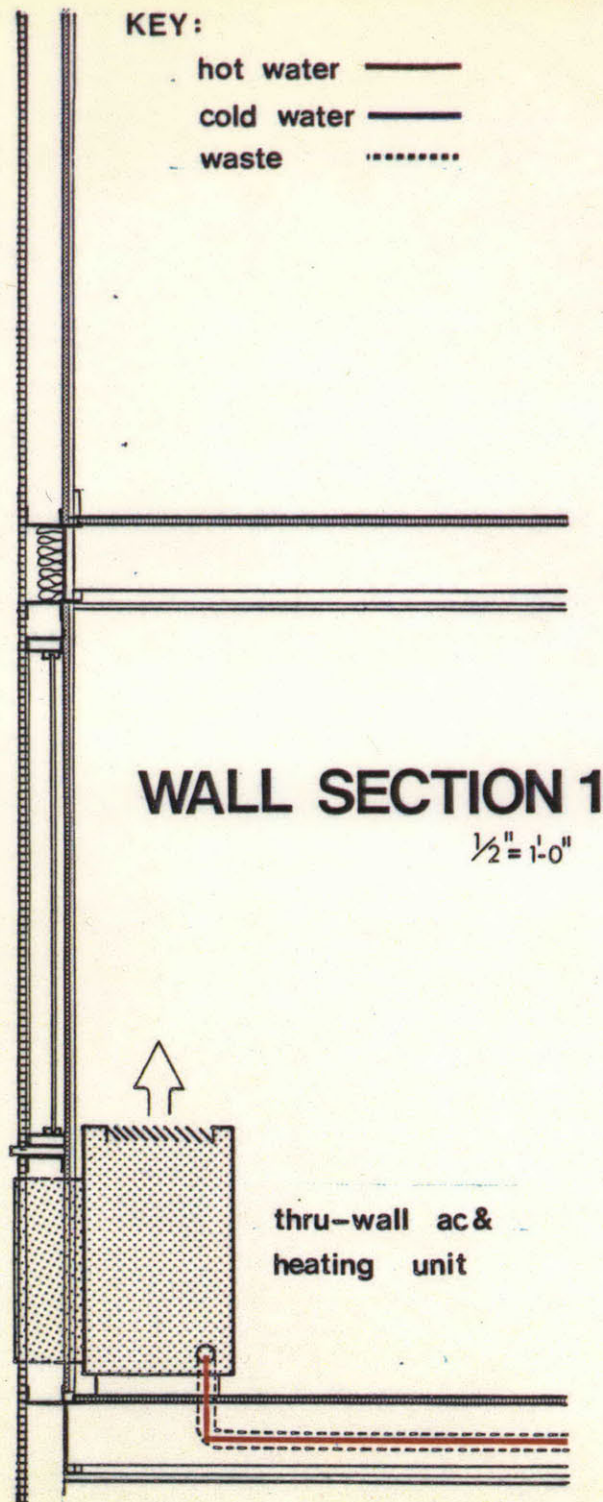 KEY:
hot water
cold water
waste
WALL SECTION 1
1/2" = 1'-0"
thru-wall ac &
heating unit